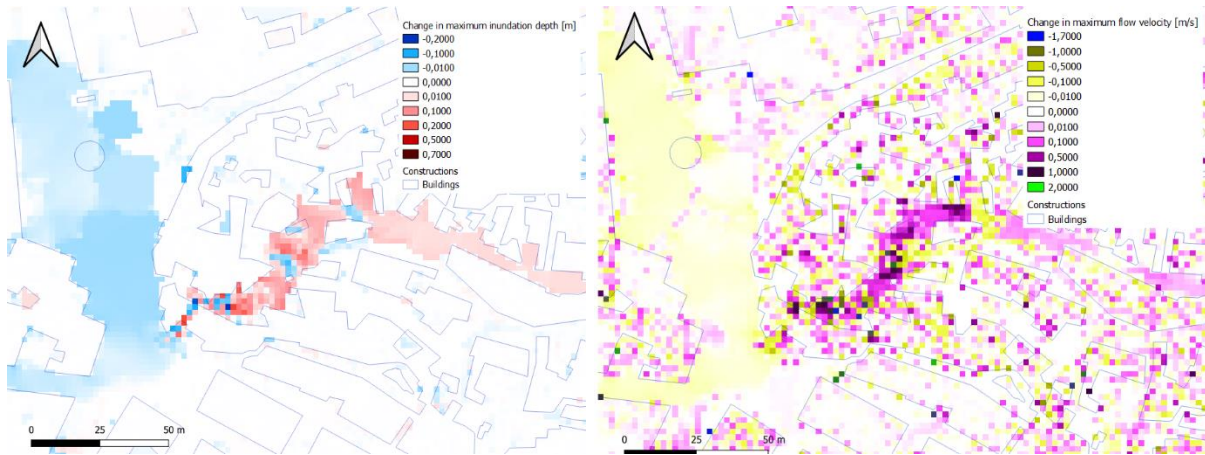 Change in maximum inundation depth [m]
-0,2000
-0,1000
-0,0100
0,0000
0,0100
0,1000
0,2000
0,5000
0,7000
Constructions
Buildings
0 25 50 m
Change in maximum flow velocity [m/s]
-1,7000
-1,0000
-0,5000
-0,1000
-0,0100
0,0000
0,0100
0,1000
0,5000
1,0000
2,0000
Constructions
Buildings
0 25 50 m